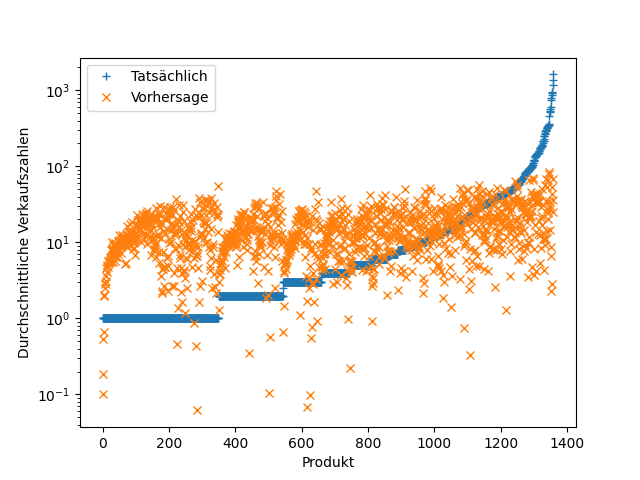 Tatsächlich
Vorhersage
Durchschnittliche Verkaufszahlen
10³
10²
10¹
10⁰
10⁻¹
0 200 400 600 800 1000 1200 1400
Produkt